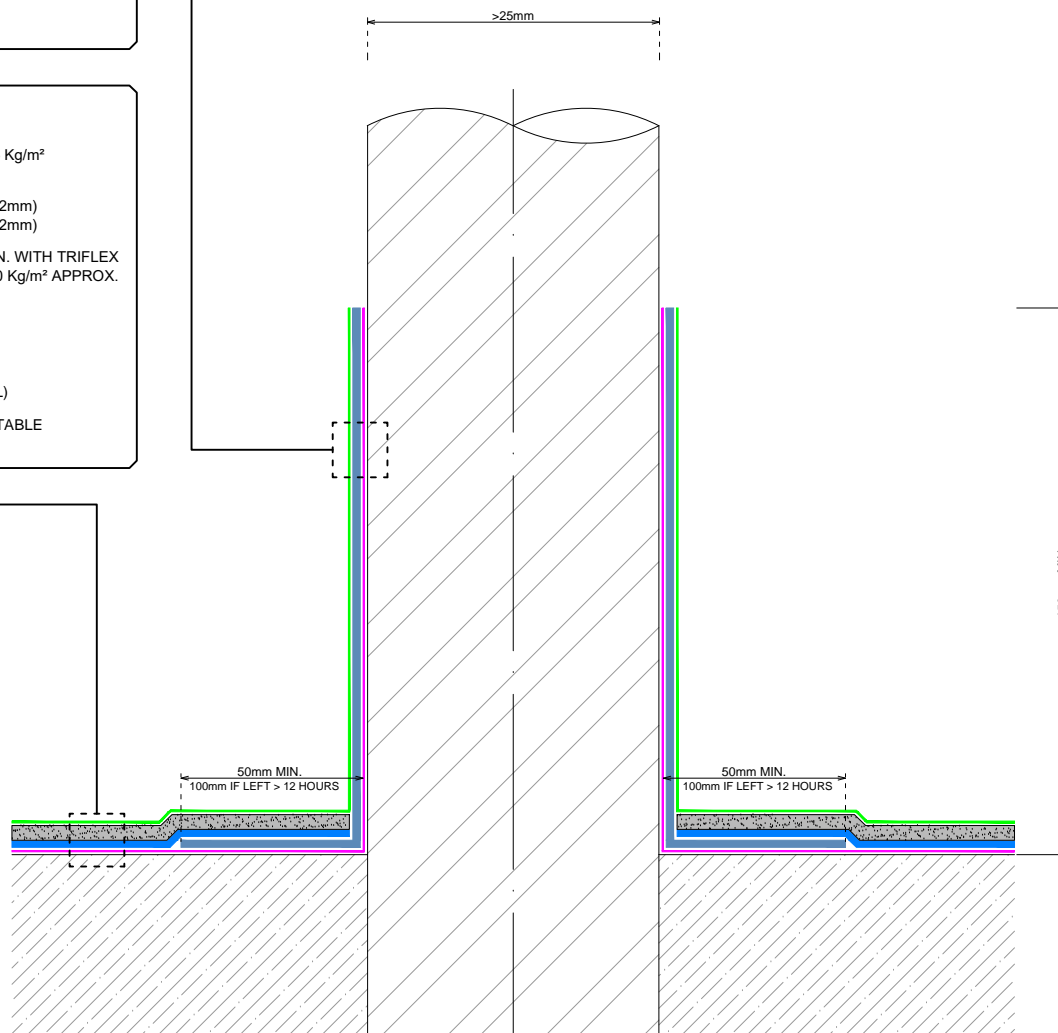 >25mm
Kg/m²
2mm)
2mm)
N. WITH TRIFLEX
0 Kg/m² APPROX.
L)
TABLE
50mm MIN.
100mm IF LEFT > 12 HOURS
50mm MIN.
100mm IF LEFT > 12 HOURS